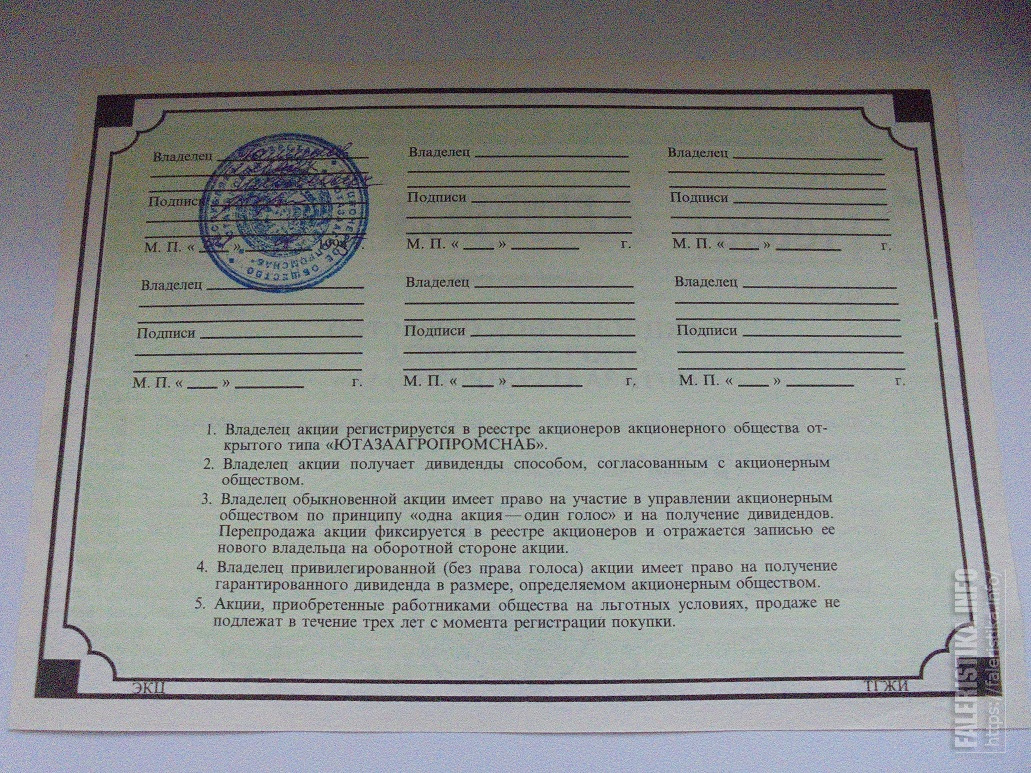 Владелец
Подписи
М. П. « » 199 г.
Владелец
Подписи
М. П. « » г.
Владелец
Подписи
М. П. « » г.
Владелец
Подписи
М. П. « » г.
Владелец
Подписи
М. П. « » г.
Владелец
Подписи
М. П. « » г.
1. Владелец акции регистрируется в реестре акционеров акционерного общества от-
крытого типа «ЮТАЗААГРОПРОМСНАБ».
2. Владелец акции получает дивиденды способом, согласованным с акционерным
обществом.
3. Владелец обыкновенной акции имеет право на участие в управлении акционерным
обществом по принципу «одна акция—один голос» и на получение дивидендов.
Перепродажа акции фиксируется в реестре акционеров и отражается записью ее
нового владельца на оборотной стороне акции.
4. Владелец привилегированной (без права голоса) акции имеет право на получение
гарантированного дивиденда в размере, определяемом акционерным обществом.
5. Акции, приобретенные работниками общества на льготных условиях, продаже не
подлежат в течение трех лет с момента регистрации покупки.
ЭКЦ
ТГЖИ
FALERISTIKA.INFO
https://faleristika.info/